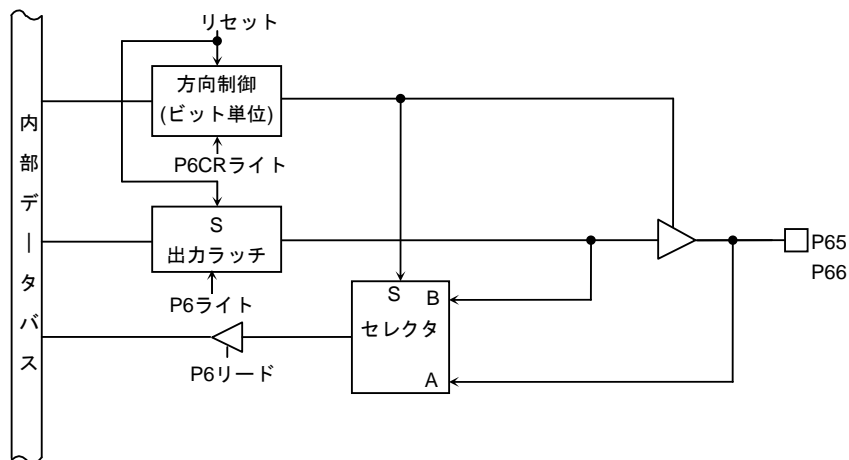 リセット
方向制御
(ビット単位)
P6CRライト
内部データバス
S
出力ラッチ
P6ライト
P65
P66
S
B
セレクタ
A
P6リード